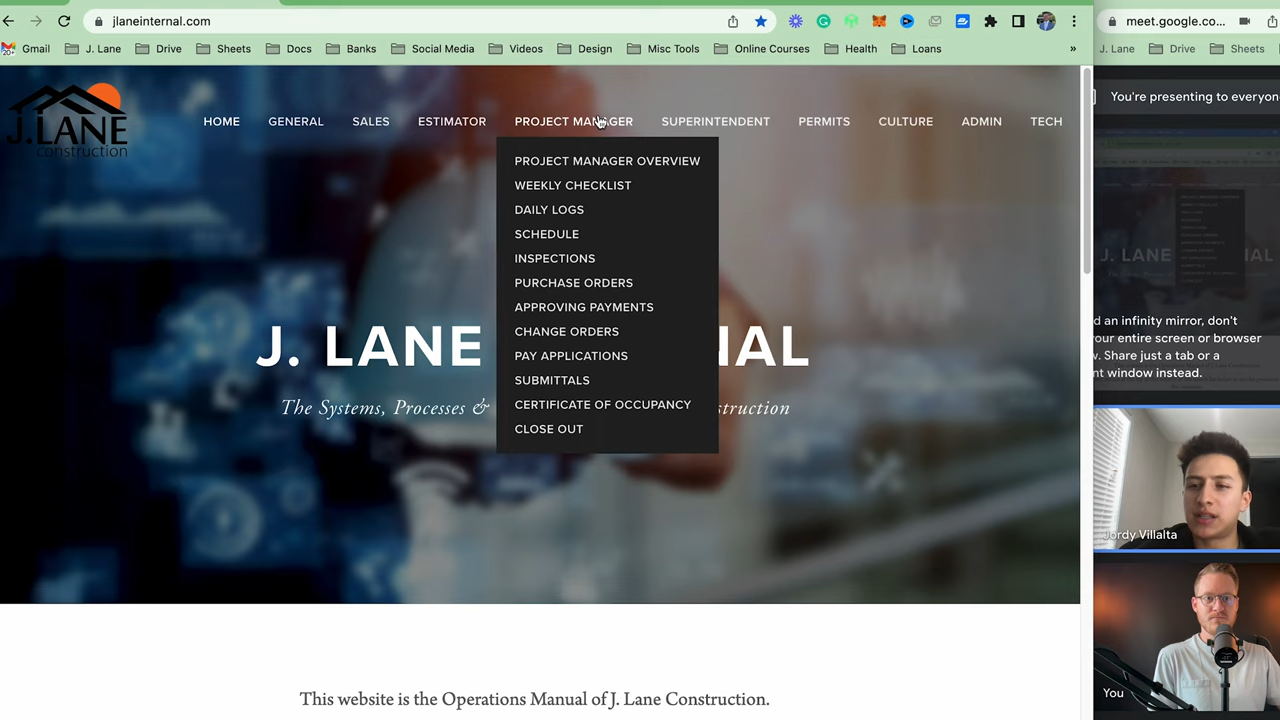 jlaneinternal.com
meet.google.co...
20+
Gmail
J. Lane
Drive
Sheets
Docs
Banks
Social Media
Videos
Design
Misc Tools
Online Courses
Health
Loans
»
J. Lane
Drive
Sheets
J.LANE
construction
HOME
GENERAL
SALES
ESTIMATOR
PROJECT MANAGER
SUPERINTENDENT
PERMITS
CULTURE
ADMIN
TECH
PROJECT MANAGER OVERVIEW
WEEKLY CHECKLIST
DAILY LOGS
SCHEDULE
INSPECTIONS
PURCHASE ORDERS
APPROVING PAYMENTS
CHANGE ORDERS
PAY APPLICATIONS
SUBMITTALS
CERTIFICATE OF OCCUPANCY
CLOSE OUT
J. LANE NAL
The Systems, Processes & struction
This website is the Operations Manual of J. Lane Construction.
You're presenting to everyon
d an infinity mirror, don't
your entire screen or browser
v. Share just a tab or a
nt window instead.
Jordy Villalta
You